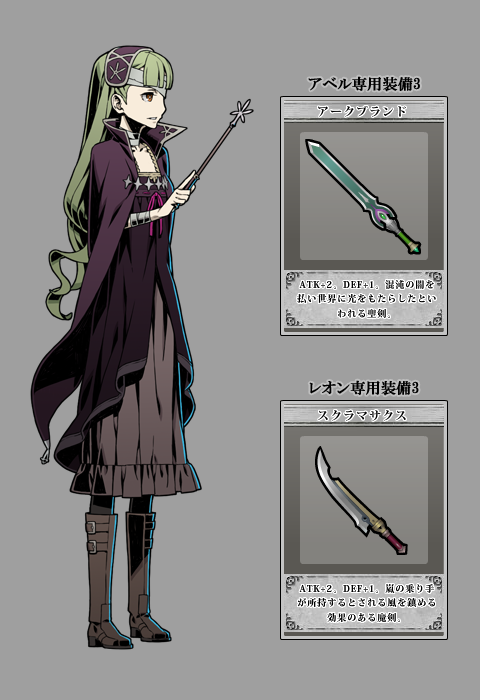 アベル専用装備3
アークブランド
ATK+2, DEF+1。混沌の闇を
払い世界に光をもたらしたとい
われる聖剣。
レオン専用装備3
スクラマサクス
ATK+2, DEF+1。嵐の乗り手
が所持するとされる風を鎮める
効果のある魔剣。